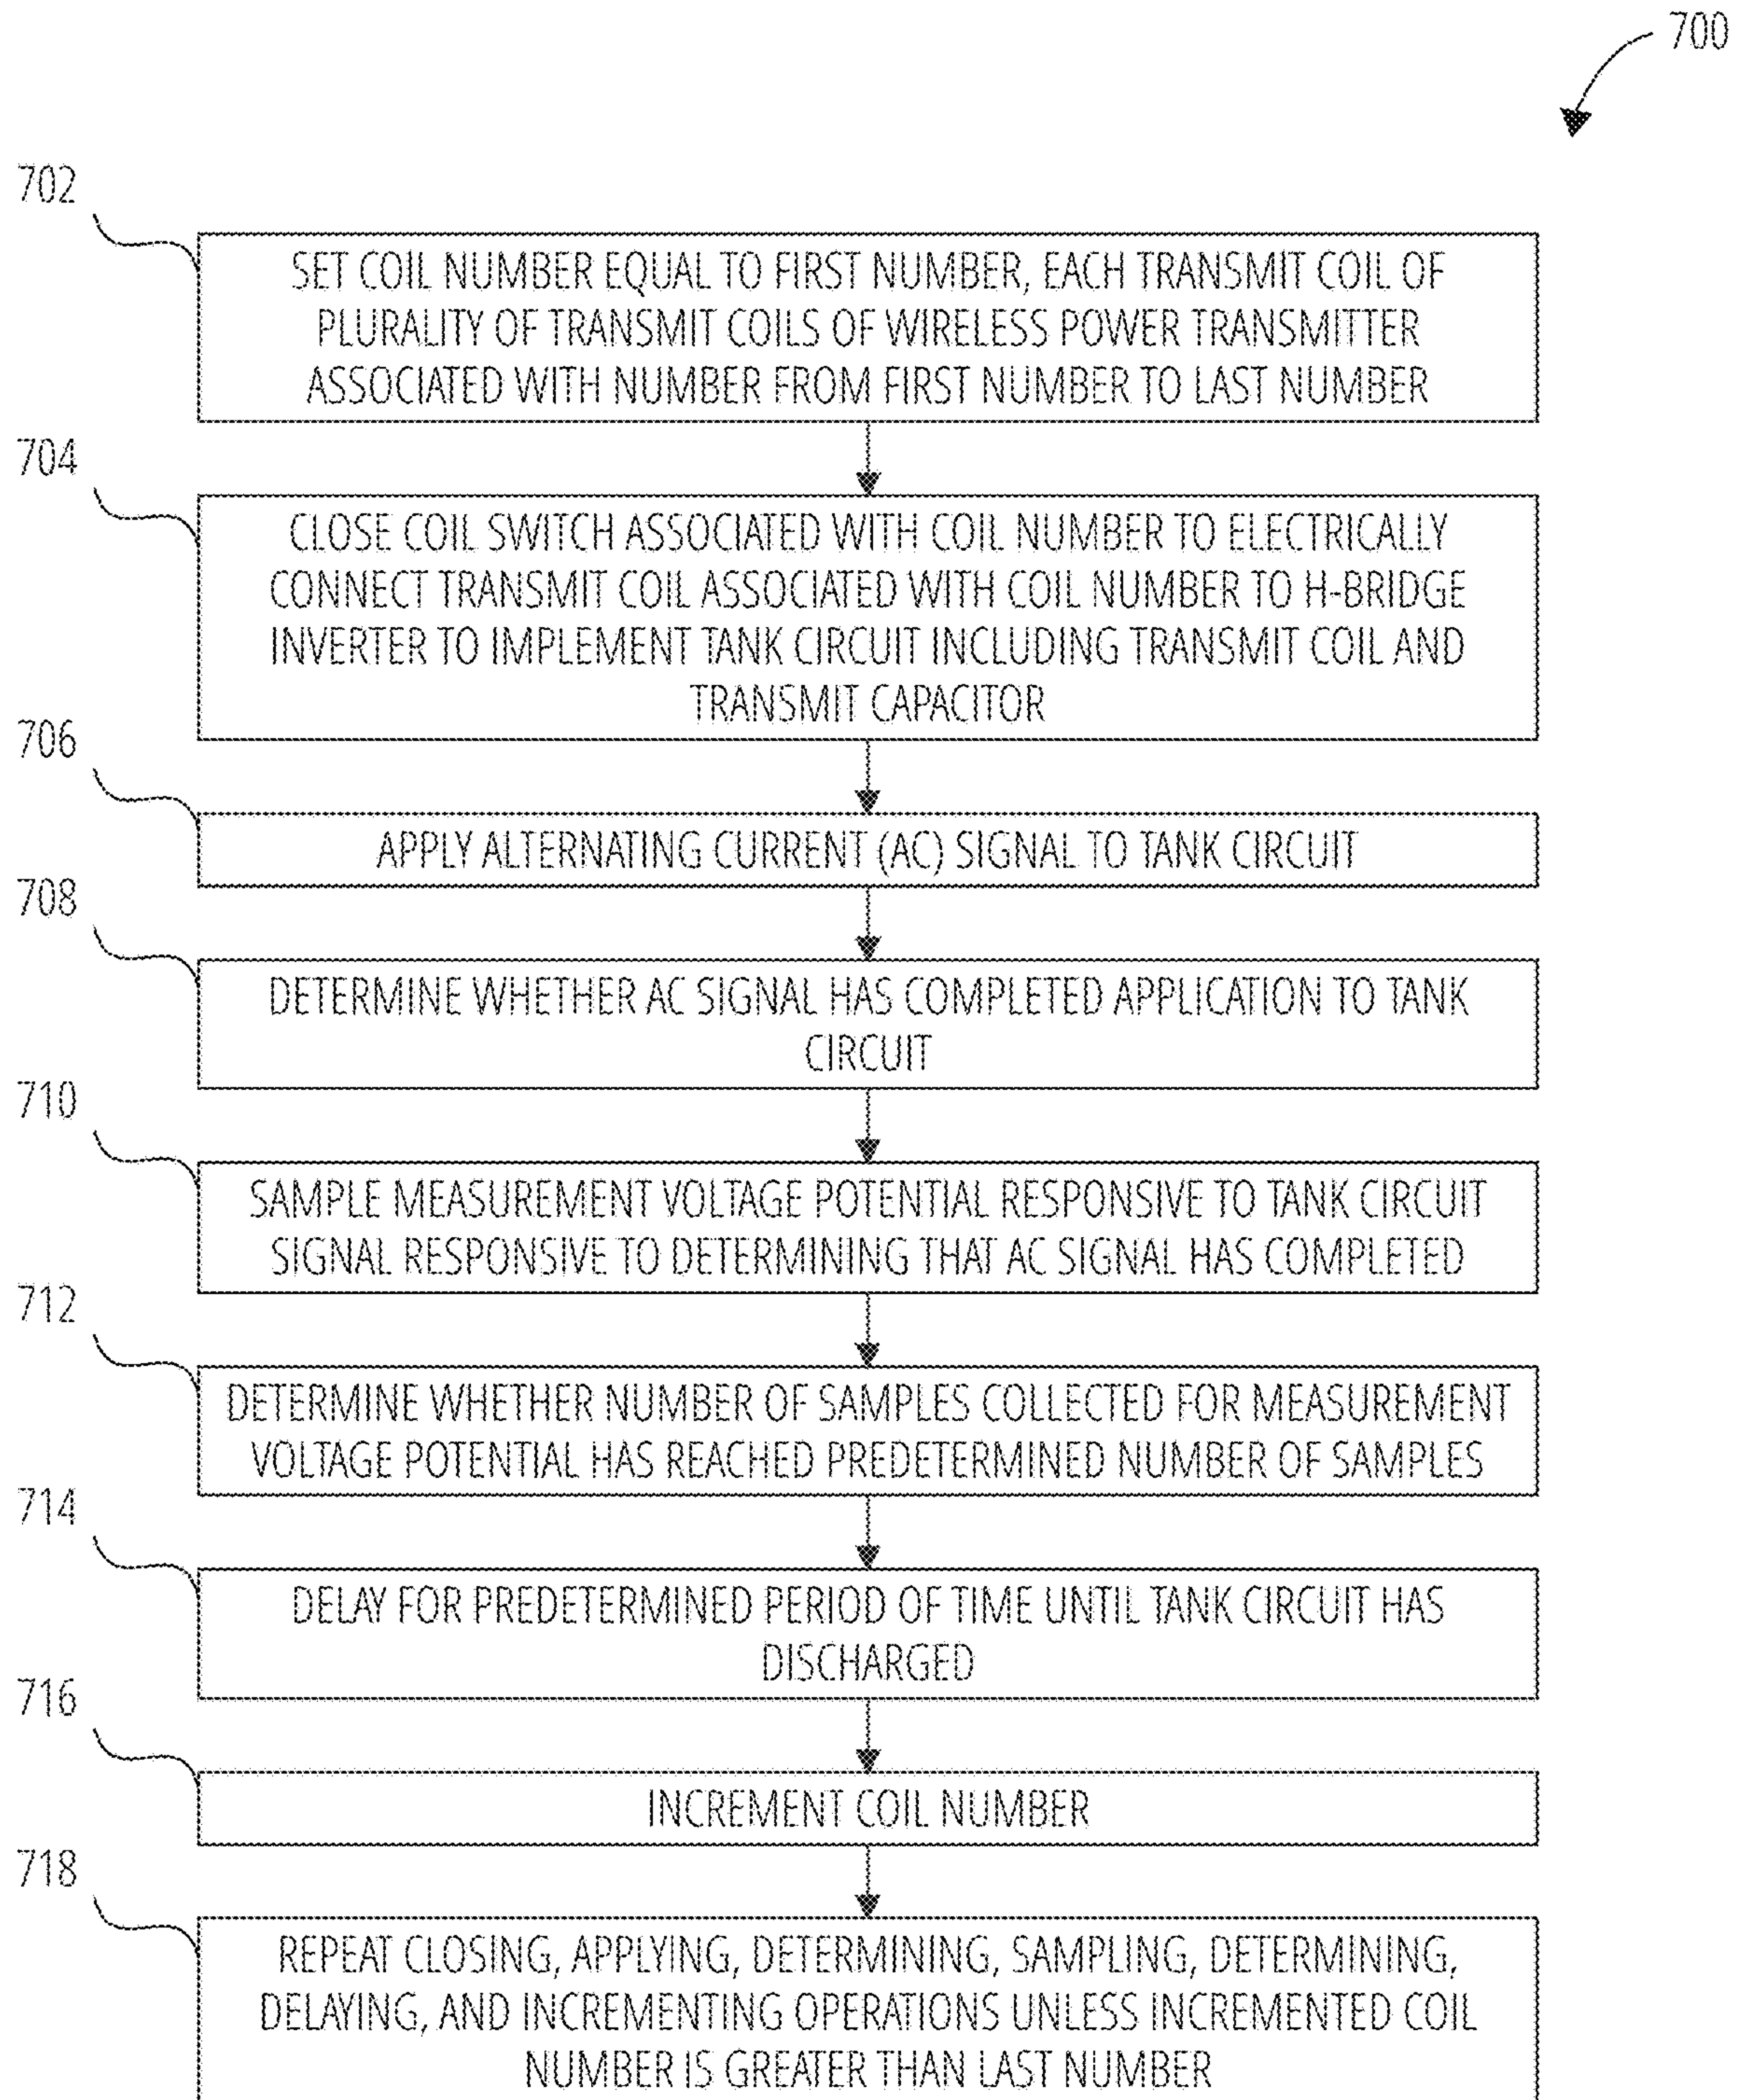 700
702
SET COIL NUMBER EQUAL TO FIRST NUMBER, EACH TRANSMIT COIL OF
PLURALITY OF TRANSMIT COILS OF WIRELESS POWER TRANSMITTER
ASSOCIATED WITH NUMBER FROM FIRST NUMBER TO LAST NUMBER
704
CLOSE COIL SWITCH ASSOCIATED WITH COIL NUMBER TO ELECTRICALLY
CONNECT TRANSMIT COIL ASSOCIATED WITH COIL NUMBER TO H-BRIDGE
INVERTER TO IMPLEMENT TANK CIRCUIT INCLUDING TRANSMIT COIL AND
TRANSMIT CAPACITOR
706
APPLY ALTERNATING CURRENT (AC) SIGNAL TO TANK CIRCUIT
708
DETERMINE WHETHER AC SIGNAL HAS COMPLETED APPLICATION TO TANK
CIRCUIT
710
SAMPLE MEASUREMENT VOLTAGE POTENTIAL RESPONSIVE TO TANK CIRCUIT
SIGNAL RESPONSIVE TO DETERMINING THAT AC SIGNAL HAS COMPLETED
712
DETERMINE WHETHER NUMBER OF SAMPLES COLLECTED FOR MEASUREMENT
VOLTAGE POTENTIAL HAS REACHED PREDETERMINED NUMBER OF SAMPLES
714
DELAY FOR PREDETERMINED PERIOD OF TIME UNTIL TANK CIRCUIT HAS
DISCHARGED
716
INCREMENT COIL NUMBER
718
REPEAT CLOSING, APPLYING, DETERMINING, SAMPLING, DETERMINING,
DELAYING, AND INCREMENTING OPERATIONS UNLESS INCREMENTED COIL
NUMBER IS GREATER THAN LAST NUMBER